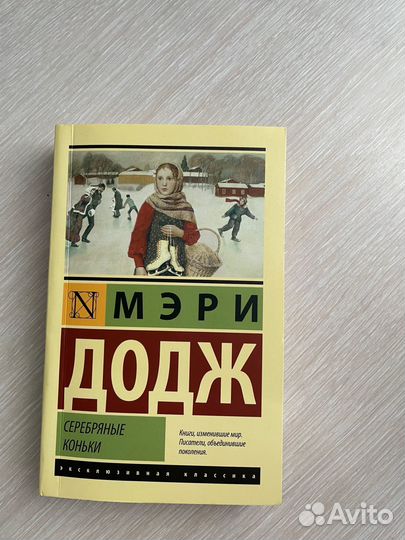 N
МЭРИ
ДОДЖ
СЕРЕБРЯНЫЕ
КОНЬКИ
Книги, изменившие мир.
Писатели, объединившие
поколения.
ЭКСКЛЮЗИВНАЯ КЛАССИКА
Avito